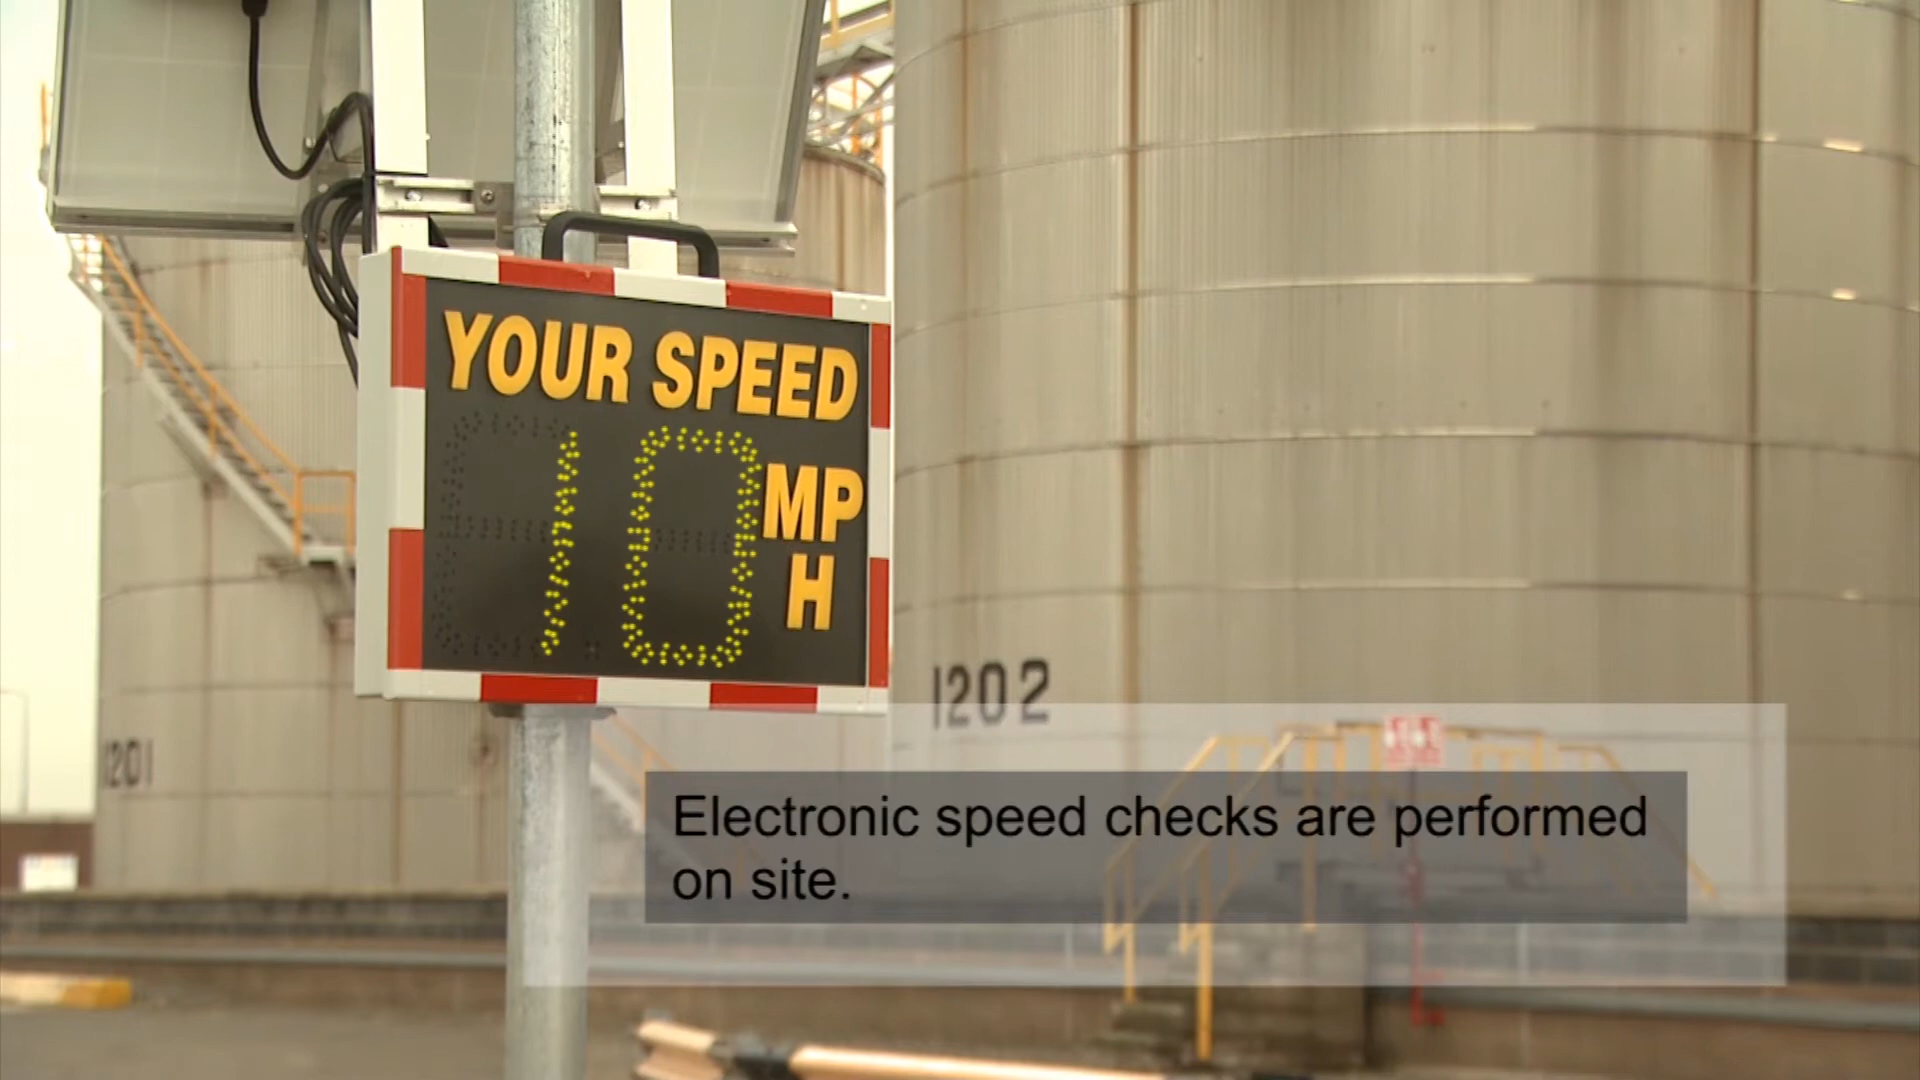 YOUR SPEED
10
MP
H
1202
1201
Electronic speed checks are performed
on site.